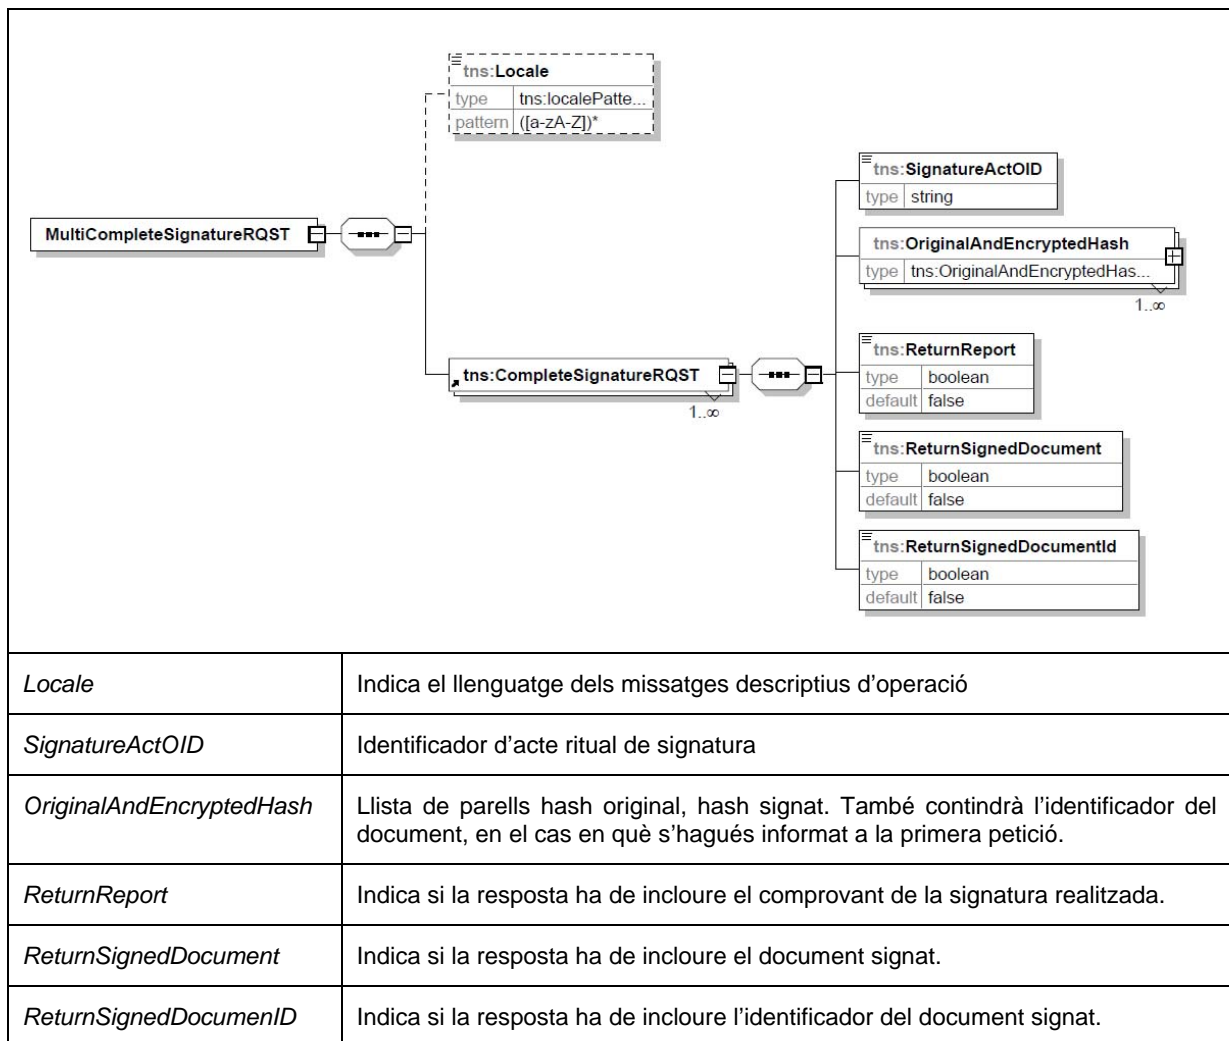 tns:Locale
type tns:localePatte...
pattern ([a-zA-Z])*
MultiCompleteSignatureRQST
tns:SignatureActOID
type string
tns:OriginalAndEncryptedHash
type tns:OriginalAndEncryptedHas...
1..∞
tns:ReturnReport
type boolean
default false
tns:CompleteSignatureRQST
1..∞
tns:ReturnSignedDocument
type boolean
default false
tns:ReturnSignedDocumentId
type boolean
default false
Locale Indica el llenguatge dels missatges descriptius d’operació
SignatureActOID Identificador d’acte ritual de signatura
OriginalAndEncryptedHash Llista de parells hash original, hash signat. També contindrà l’identificador del
document, en el cas en què s’hagués informat a la primera petició.
ReturnReport Indica si la resposta ha de incloure el comprovant de la signatura realitzada.
ReturnSignedDocument Indica si la resposta ha de incloure el document signat.
ReturnSignedDocumenID Indica si la resposta ha de incloure l’identificador del document signat.